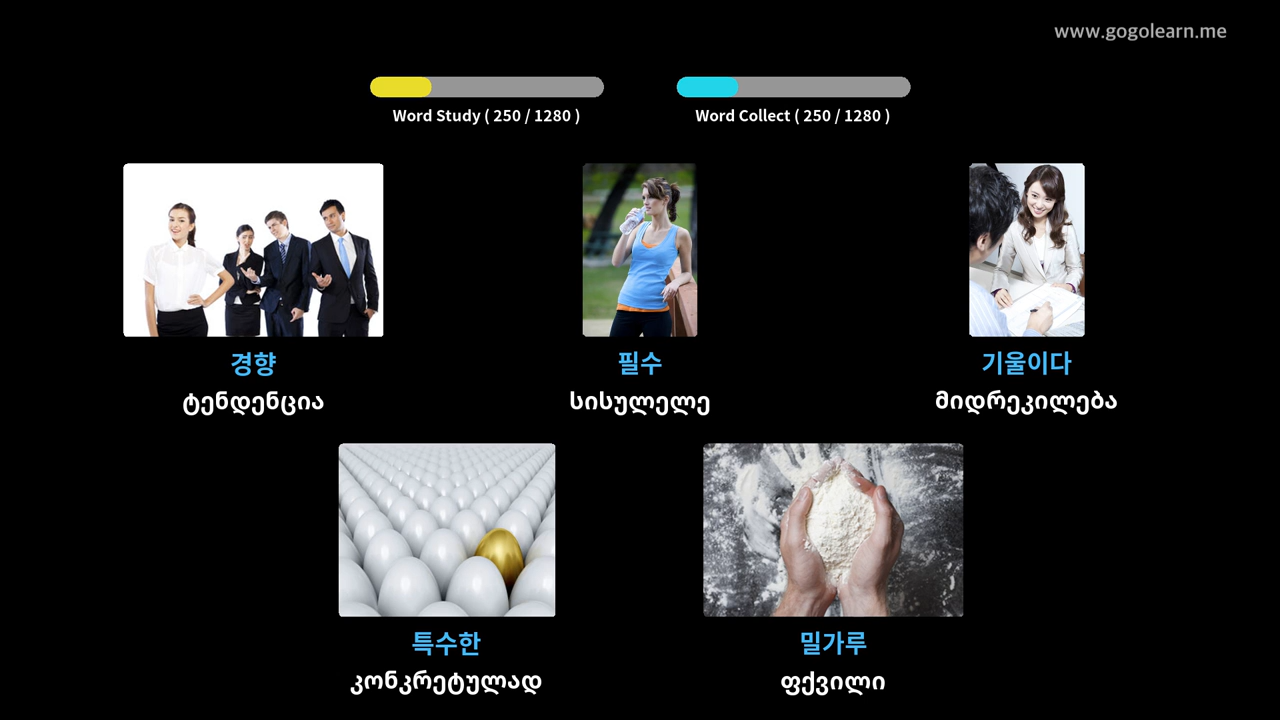 www.gogolearn.me
Word Study ( 250 / 1280 )
Word Collect ( 250 / 1280 )
경향
ტენდენცია
필수
სისულელე
기울이다
მიდრეკილება
특수한
კონკრეტულად
밀가루
ფქვილი